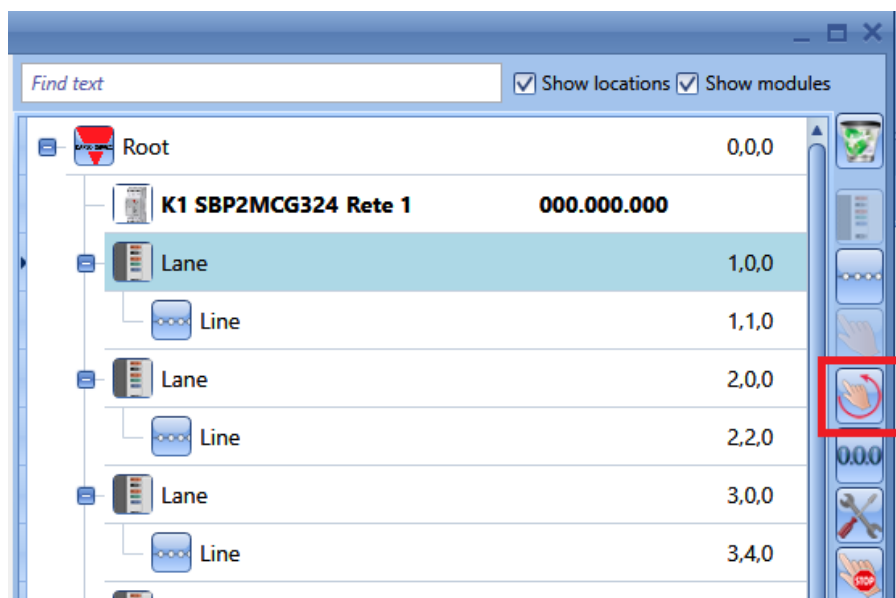 Find text
Show locations
Show modules
Root 0,0,0
K1 SBP2MCG324 Rete 1 000.000.000
Lane 1,0,0
Line 1,1,0
Lane 2,0,0
Line 2,2,0
0.0.0
Lane 3,0,0
Line 3,4,0
STOP